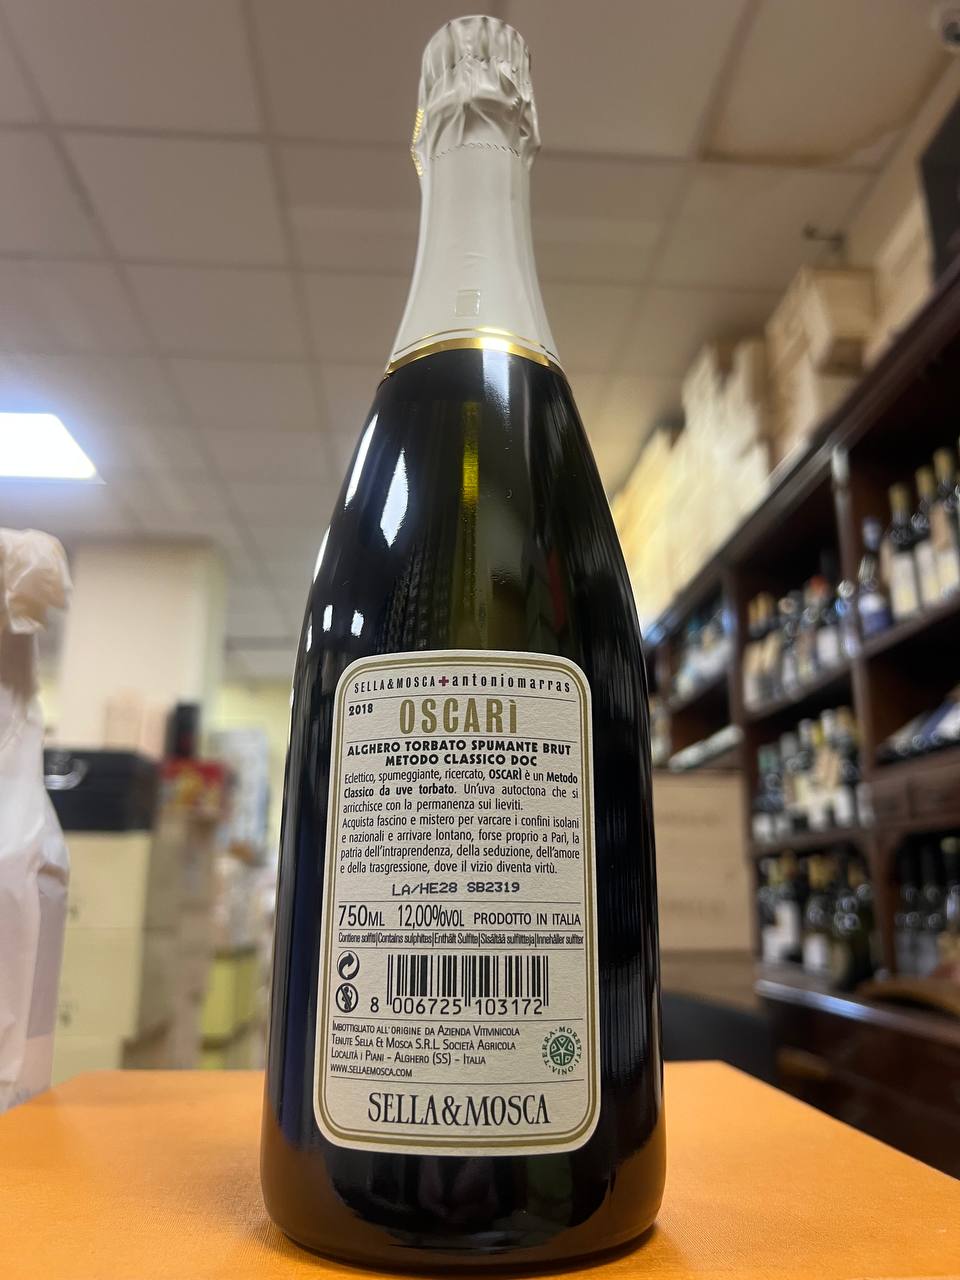 SELLA&MOSCA+antoniomarras
2018 OSCARÌ
ALGHERO TORBATO SPUMANTE BRUT
METODO CLASSICO DOC
Eclettico, spumeggiante, ricercato, OSCARÌ è un Metodo
Classico da uve torbato. Un'uva autoctona che si
arricchisce con la permanenza sui lieviti.
Acquista fascino e mistero per varcare i confini isolani
e nazionali e arrivare lontano, forse proprio a Parì, la
patria dell'intraprendenza, della seduzione, dell'amore
e della trasgressione, dove il vizio diventa virtù.
LA/HE28 SB2319
750ML 12,00%VOL PRODOTTO IN ITALIA
Contiene solfiti|Contains sulphites|Enthält Sulfite|Sisältää sulfiitteja|Innehåller sulfiter
8 006725 103172
IMBOTTIGLIATO ALL'ORIGINE DA AZIENDA VITIVINICOLA
TENUTE SELLA & MOSCA S.R.L. SOCIETÀ AGRICOLA
LOCALITÀ I PIANI - ALGHERO (SS) - ITALIA
WWW.SELLAEMOSCA.COM
TERRA MORETTI VINO
SELLA&MOSCA